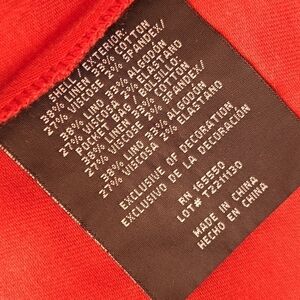 SHELL / EXTERIOR:
38% LINEN 33% COTTON
27% VISCOSE 2% SPANDEX/
38% LINO 33% ALGODÓN
27% VISCOSA 2% ELASTANO
POCKET BAG / BOLSILLO:
38% LINEN 33% COTTON
27% VISCOSE 2% SPANDEX/
38% LINO 33% ALGODÓN
27% VISCOSA 2% ELASTANO
EXCLUSIVE OF DECORATION
EXCLUSIVO DE LA DECORACIÓN
RN 165550
LOT# T2211130
MADE IN CHINA
HECHO EN CHINA